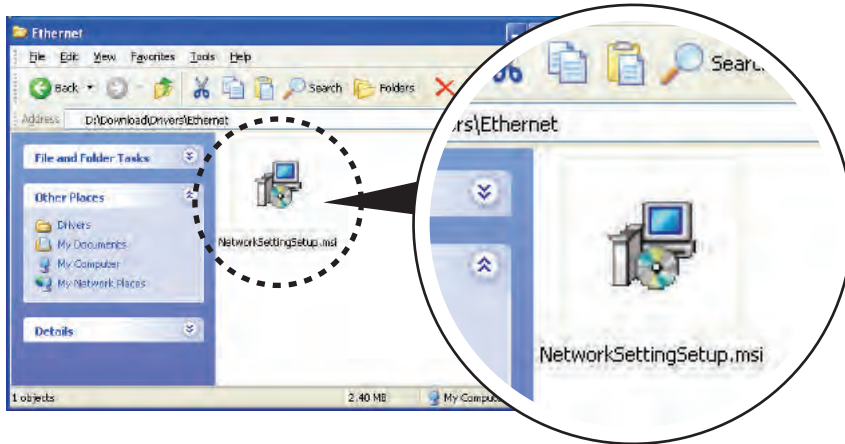 Ethernet
File Edit View Favorites Tools Help
Back Search Folders
Address D:\Download\Drivers\Ethernet
File and Folder Tasks
Other Places
Drivers
My Documents
My Computer
My Network Places
Details
NetworkSettingSetup.msi
1 objects 2.40 MB My Compu
Searc
rs\Ethernet
NetworkSettingSetup.msi